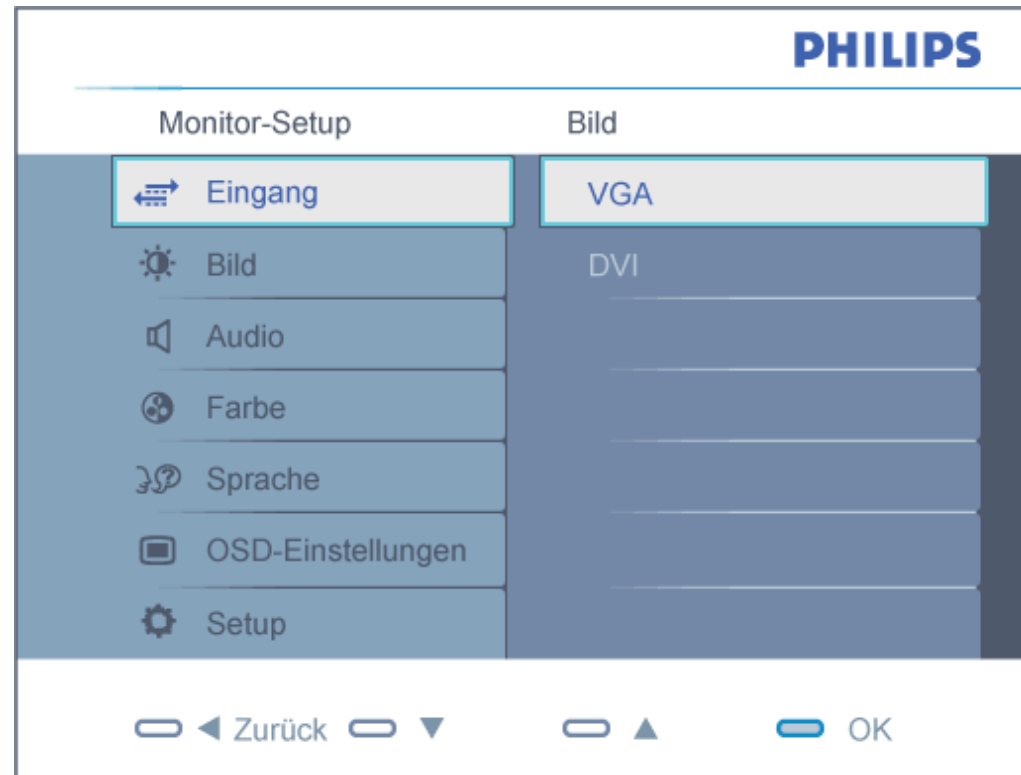 PHILIPS
Monitor-Setup Bild
Eingang VGA
Bild DVI
Audio
Farbe
Sprache
OSD-Einstellungen
Setup
Zurück OK